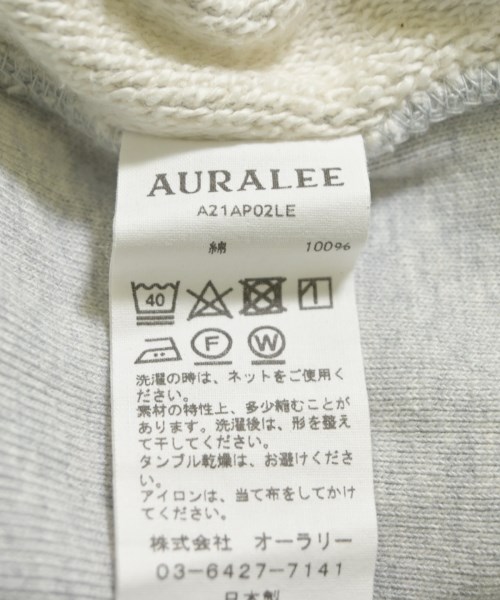 AURALEE
A21AP02LE
綿 100%
40
F W
洗濯の時は、ネットをご使用く
ださい。
素材の特性上、多少縮むことが
あります。洗濯後は、形を整え
て干してください。
タンブル乾燥は、お避けくださ
い。
アイロンは、当て布をしてかけ
てください。
株式会社 オーラリー
03-6427-7141
日本製